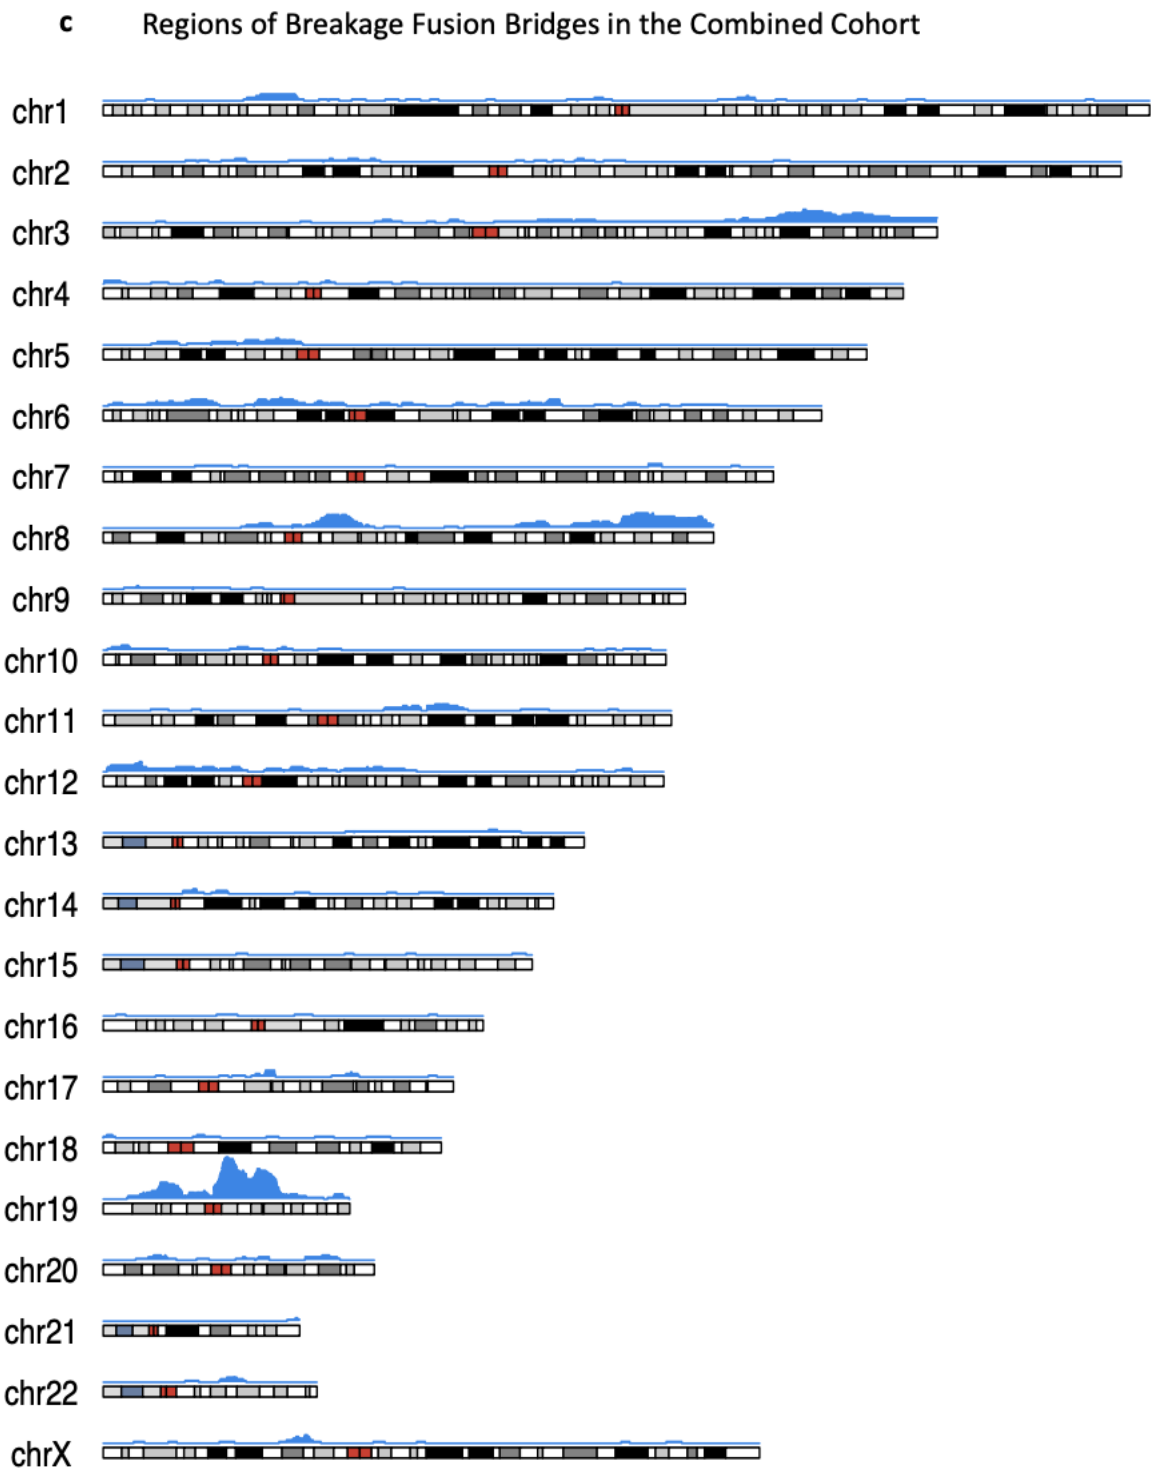 c Regions of Breakage Fusion Bridges in the Combined Cohort
chr1
chr2
chr3
chr4
chr5
chr6
chr7
chr8
chr9
chr10
chr11
chr12
chr13
chr14
chr15
chr16
chr17
chr18
chr19
chr20
chr21
chr22
chrX